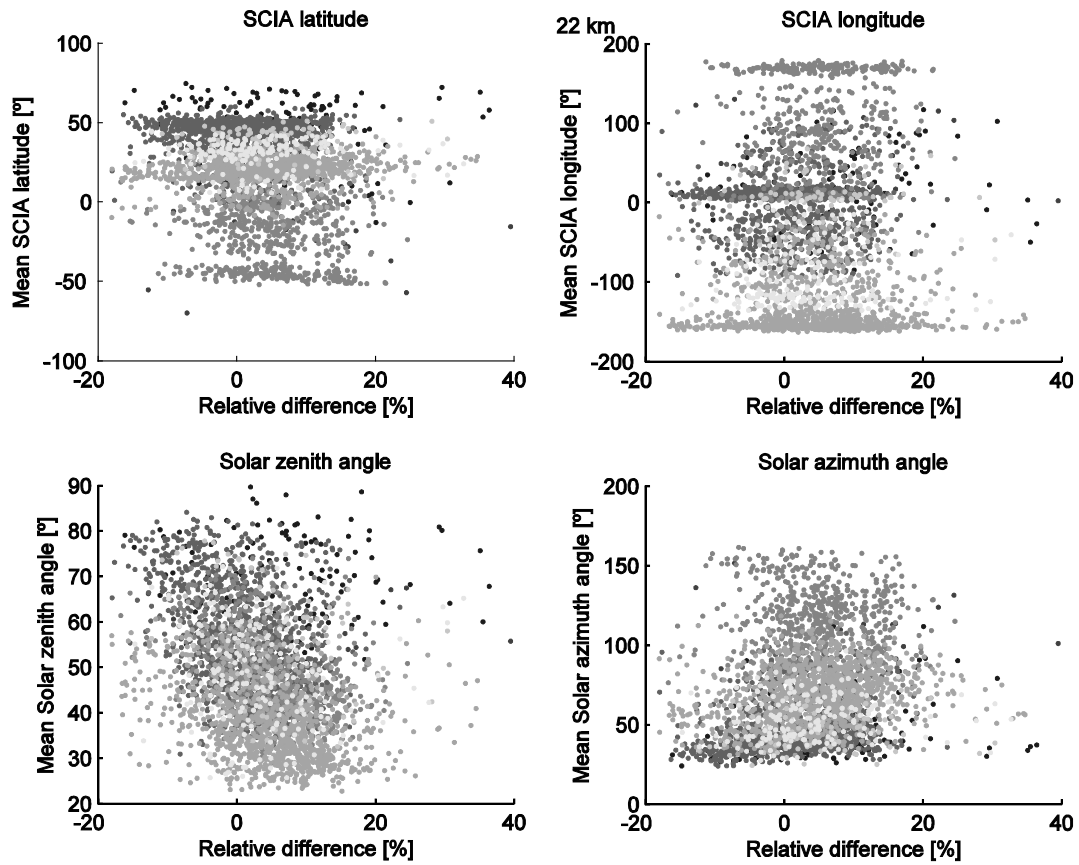 SCIA latitude
100
50
0
-50
-100
Mean SCIA latitude [º]
-20 0 20 40
Relative difference [%]
22 km
SCIA longitude
200
100
0
-100
-200
Mean SCIA longitude [º]
-20 0 20 40
Relative difference [%]
Solar zenith angle
90
80
70
60
50
40
30
20
Mean Solar zenith angle [º]
-20 0 20 40
Relative difference [%]
Solar azimuth angle
200
150
100
50
0
Mean Solar azimuth angle [º]
-20 0 20 40
Relative difference [%]